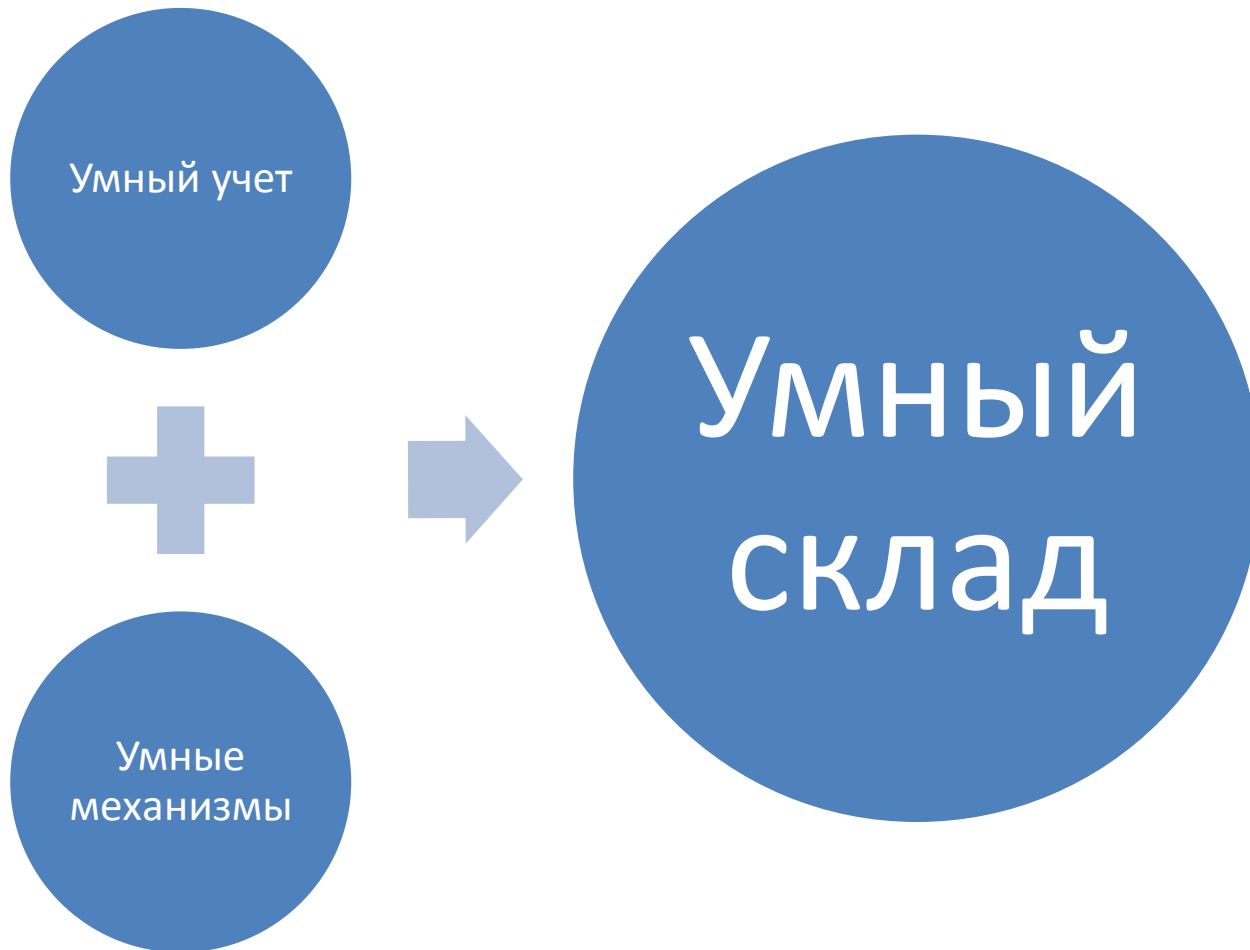 Умный учет
Умные
механизмы
Умный
склад